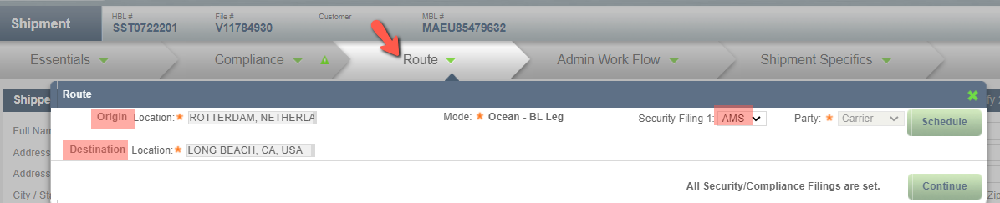 Shipment
HBL # File # Customer MBL #
SST0722201 V11784930 MAEU85479632
Essentials Compliance Route Admin Work Flow Shipment Specifics
Shippe
Route
Origin Location: ROTTERDAM, NETHERLA Mode: Ocean - BL Leg Security Filing 1: AMS Party: Carrier Schedule
Full Nam
Address
Destination Location: LONG BEACH, CA, USA
Address
All Security/Compliance Filings are set. Continue
City / Sta
Zip